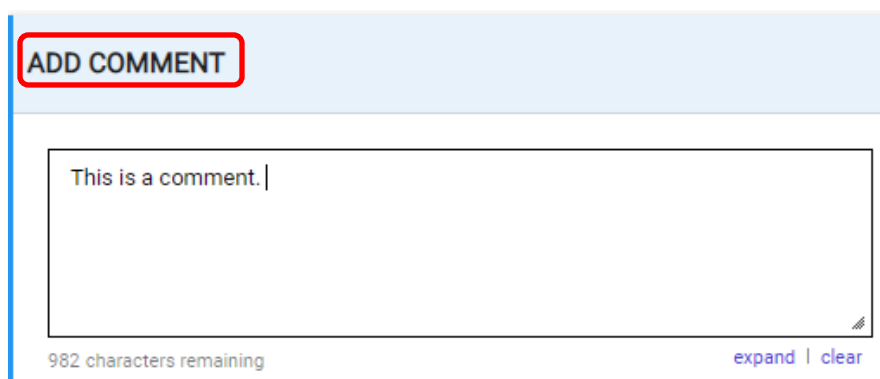 ADD COMMENT
This is a comment.
982 characters remaining
expand | clear